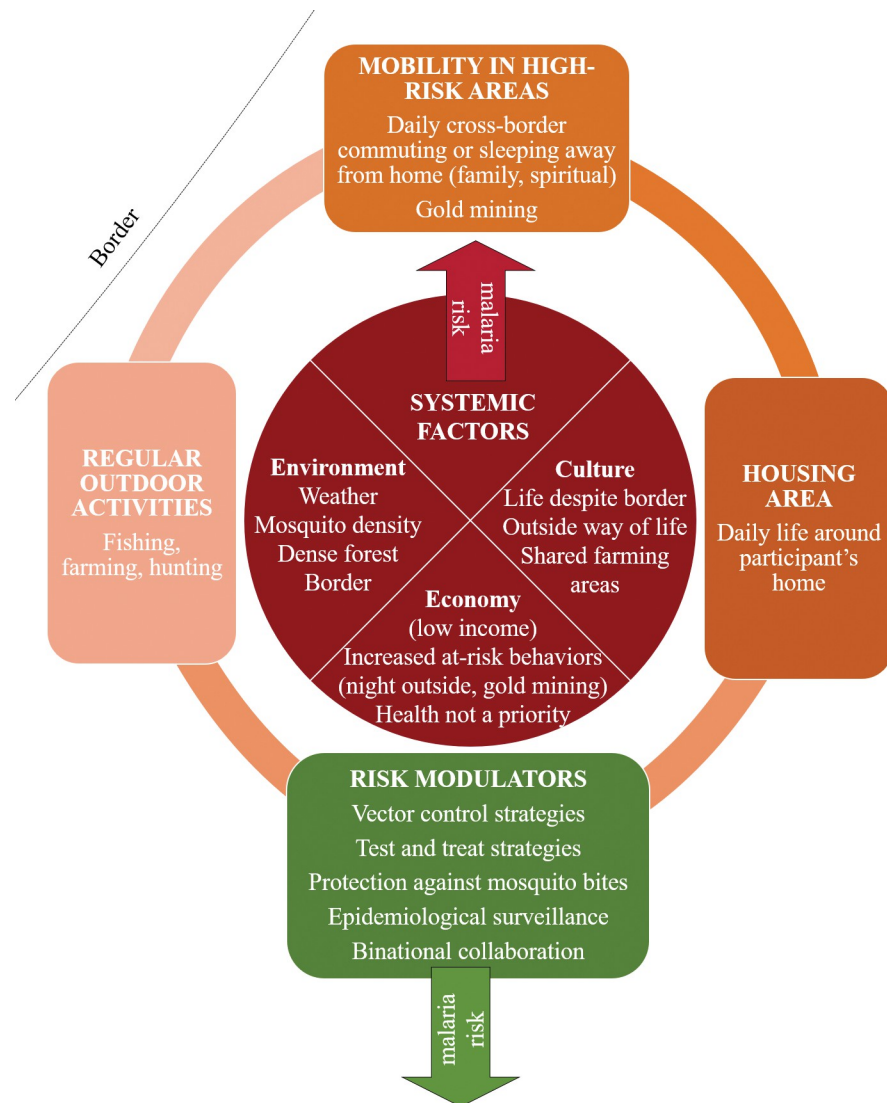 MOBILITY IN HIGH-
RISK AREAS
Daily cross-border
commuting or sleeping away
from home (family, spiritual)
Gold mining
Border
malaria
risk
SYSTEMIC
FACTORS
Environment
Weather
Mosquito density
Dense forest
Border
Culture
Life despite border
Outside way of life
Shared farming
areas
Economy
(low income)
Increased at-risk behaviors
(night outside, gold mining)
Health not a priority
REGULAR
OUTDOOR
ACTIVITIES
Fishing,
farming, hunting
HOUSING
AREA
Daily life around
participant’s
home
RISK MODULATORS
Vector control strategies
Test and treat strategies
Protection against mosquito bites
Epidemiological surveillance
Binational collaboration
malaria
risk